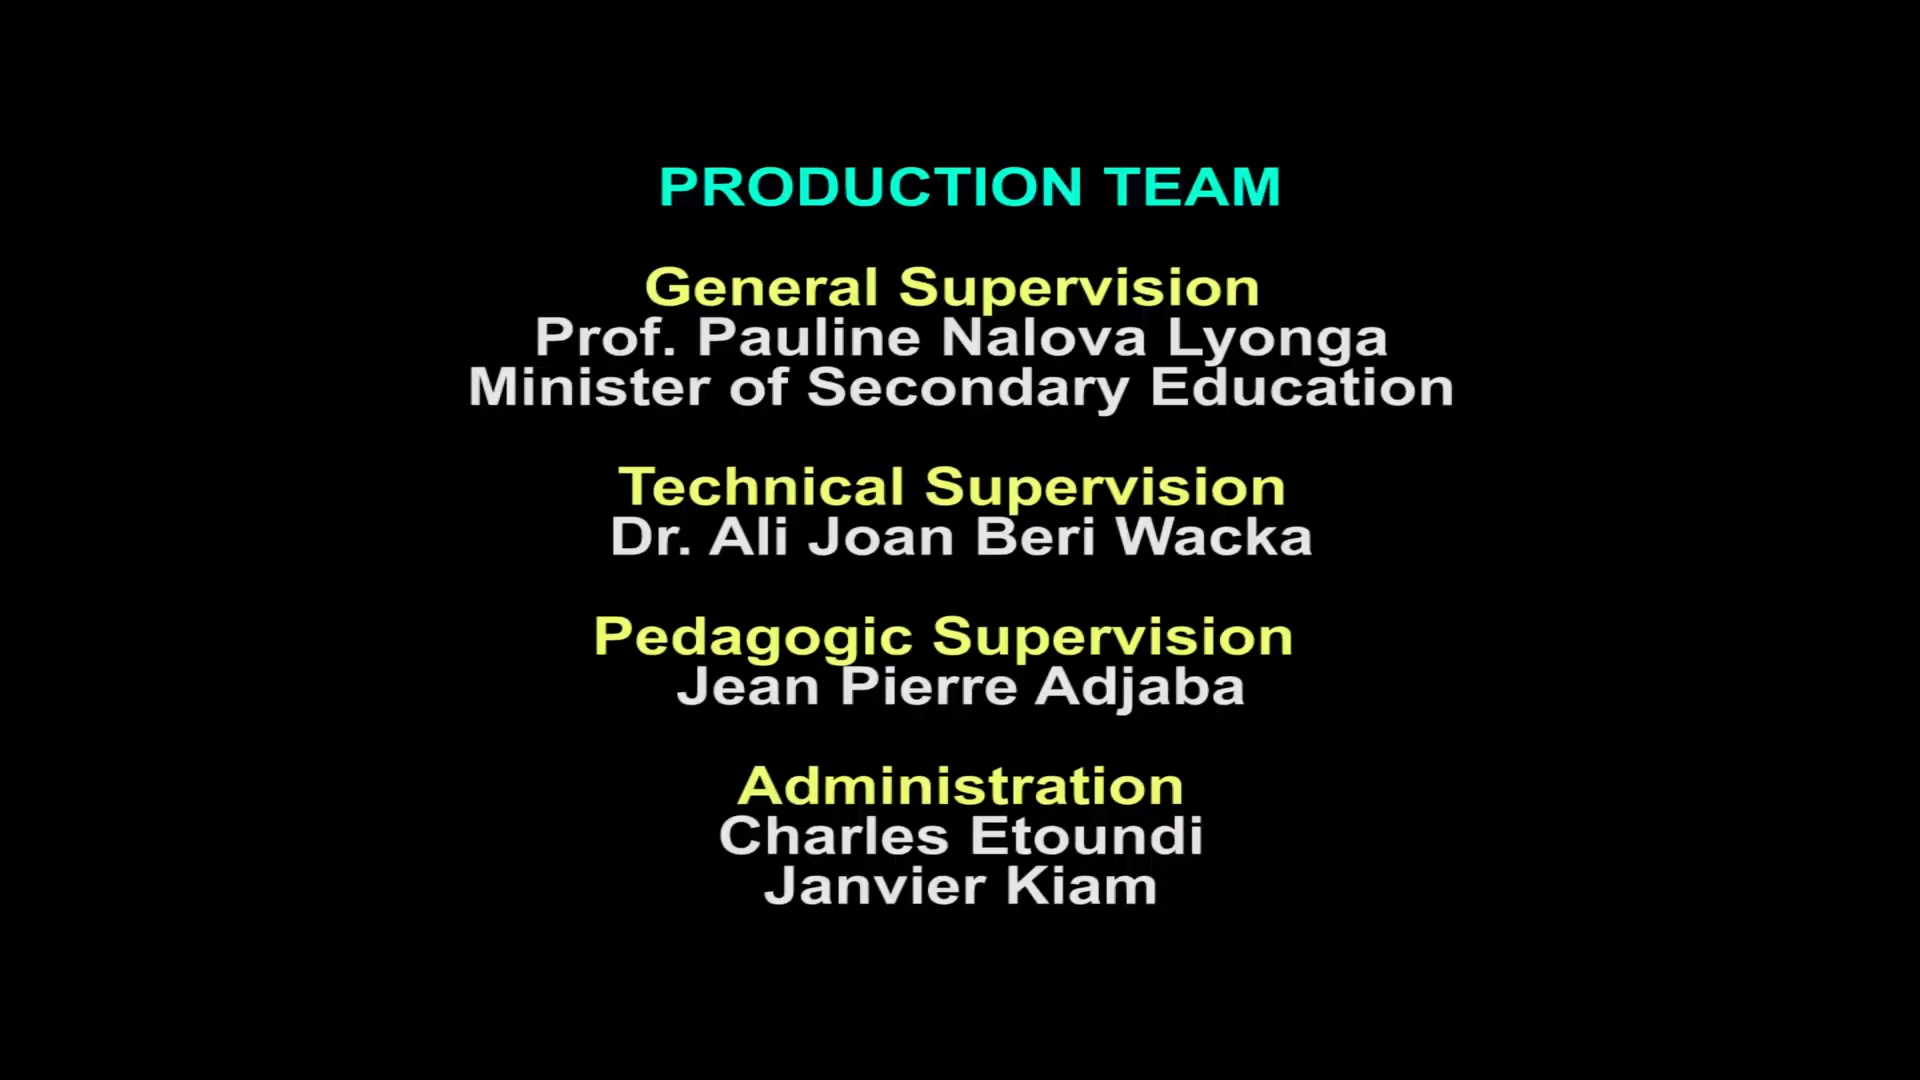 PRODUCTION TEAM
General Supervision
Prof. Pauline Nalova Lyonga
Minister of Secondary Education
Technical Supervision
Dr. Ali Joan Beri Wacka
Pedagogic Supervision
Jean Pierre Adjaba
Administration
Charles Etoundi
Janvier Kiam